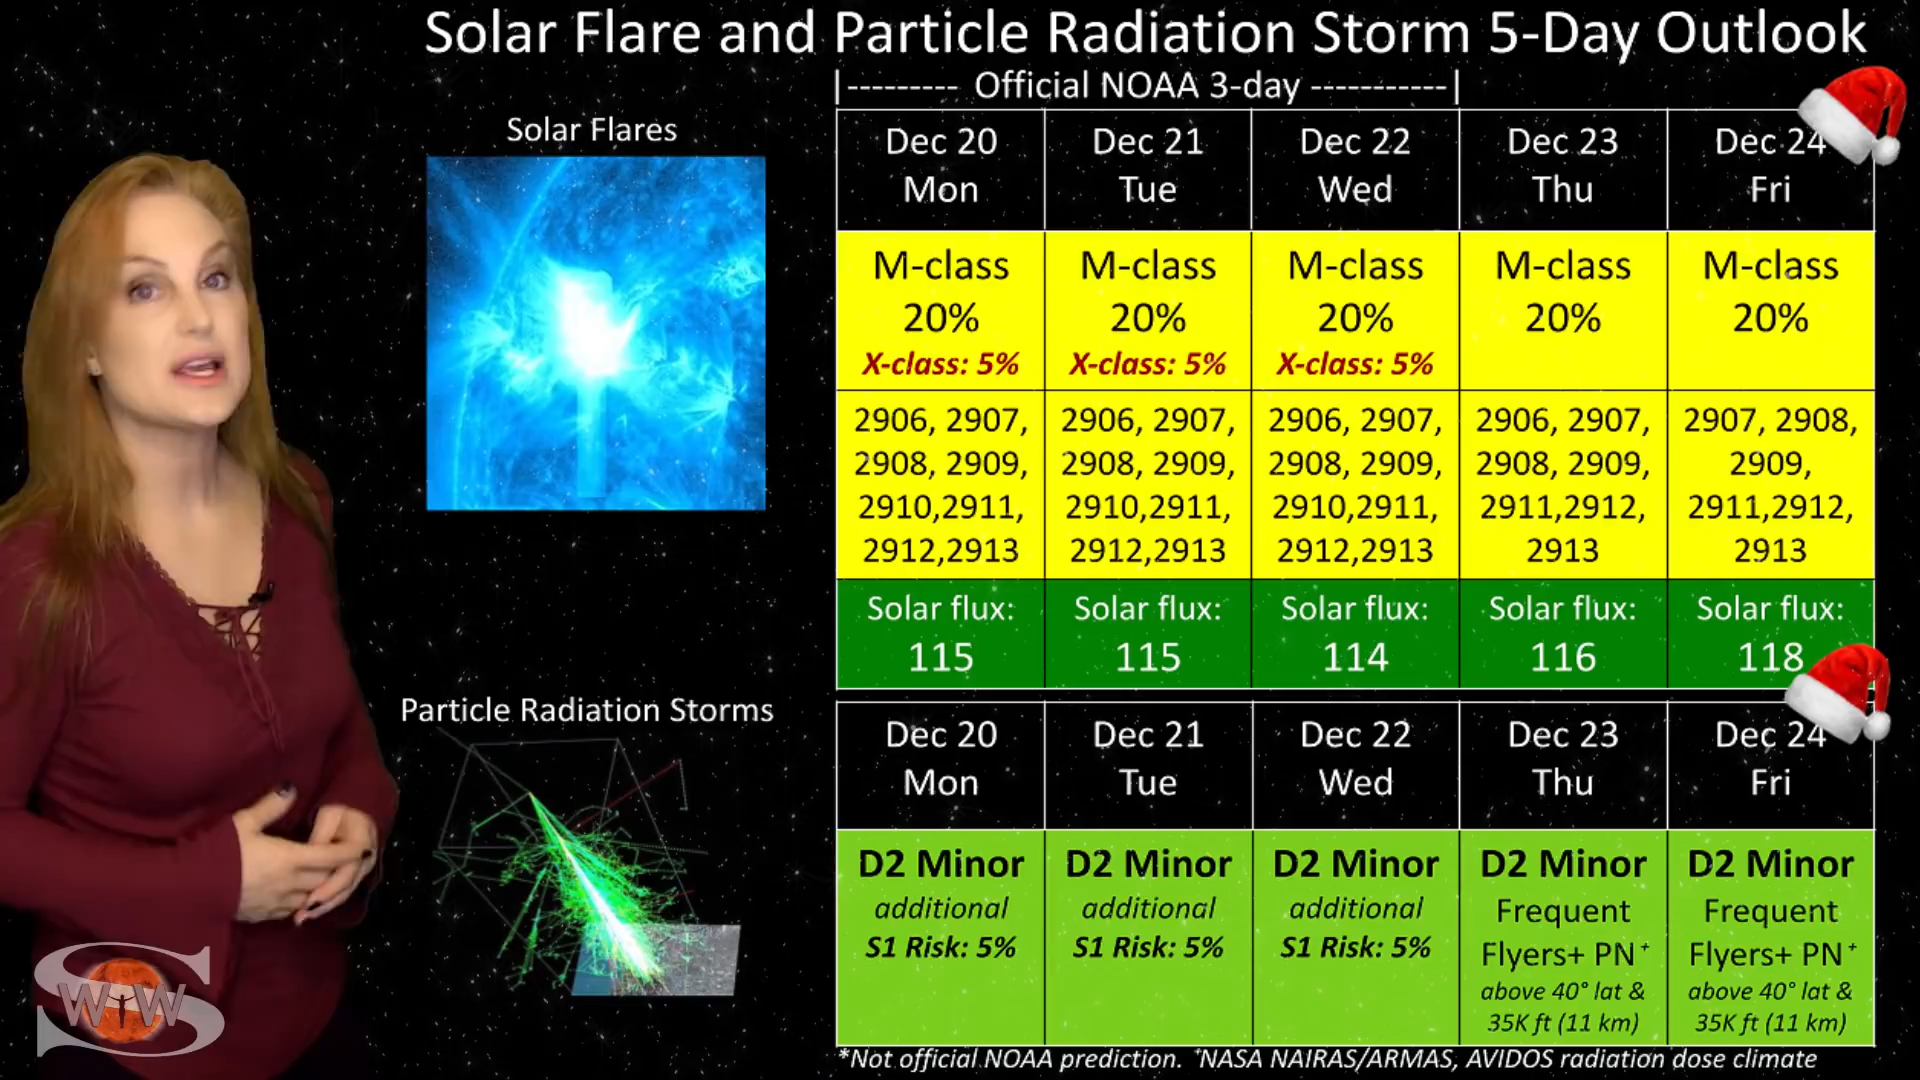 Solar Flare and Particle Radiation Storm 5-Day Outlook
|--------- Official NOAA 3-day -----------|
Solar Flares
Dec 20
Mon
Dec 21
Tue
Dec 22
Wed
Dec 23
Thu
Dec 24
Fri
M-class
20%
X-class: 5%
M-class
20%
X-class: 5%
M-class
20%
X-class: 5%
M-class
20%
M-class
20%
2906, 2907,
2908, 2909,
2910,2911,
2912,2913
2906, 2907,
2908, 2909,
2910,2911,
2912,2913
2906, 2907,
2908, 2909,
2910,2911,
2912,2913
2906, 2907,
2908, 2909,
2911,2912,
2913
2907, 2908,
2909,
2911,2912,
2913
Solar flux:
115
Solar flux:
115
Solar flux:
114
Solar flux:
116
Solar flux:
118
Particle Radiation Storms
Dec 20
Mon
Dec 21
Tue
Dec 22
Wed
Dec 23
Thu
Dec 24
Fri
D2 Minor
additional
S1 Risk: 5%
D2 Minor
additional
S1 Risk: 5%
D2 Minor
additional
S1 Risk: 5%
D2 Minor
Frequent
Flyers+ PN⁺
above 40° lat &
35K ft (11 km)
D2 Minor
Frequent
Flyers+ PN⁺
above 40° lat &
35K ft (11 km)
*Not official NOAA prediction. ⁺NASA NAIRAS/ARMAS, AVIDOS radiation dose climate
S
WW